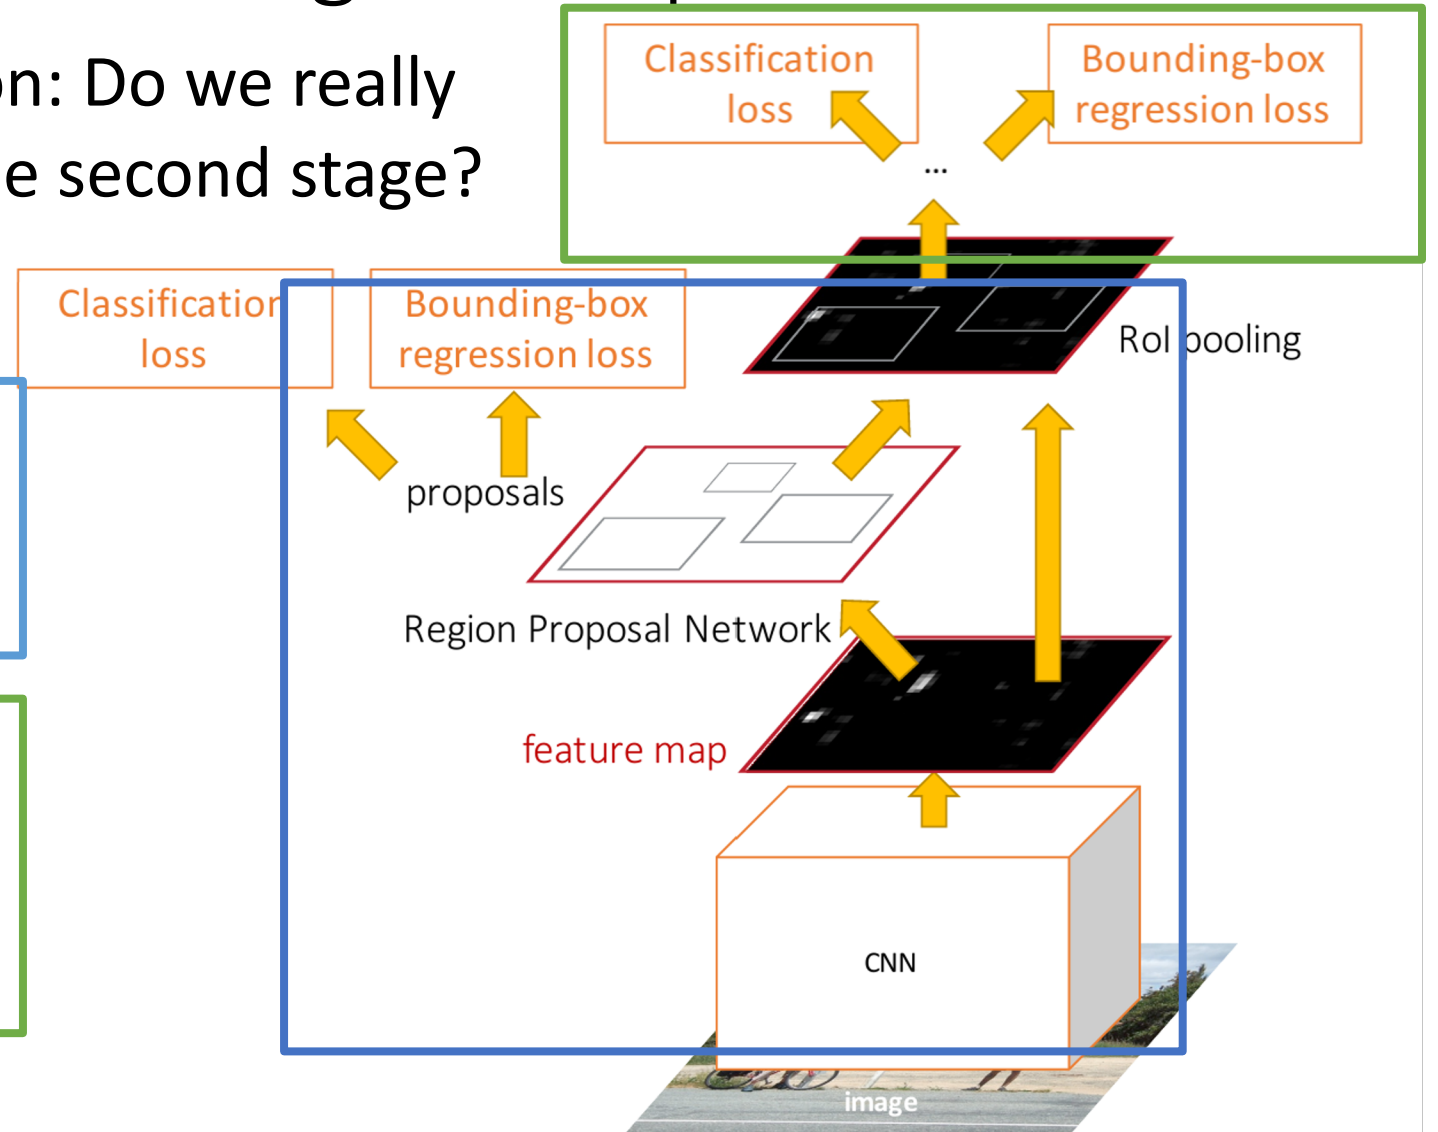 on: Do we really
e second stage?
Classification
loss
Bounding-box
regression loss
...
Classification
loss
Bounding-box
regression loss
RoI pooling
proposals
Region Proposal Network
feature map
CNN
image